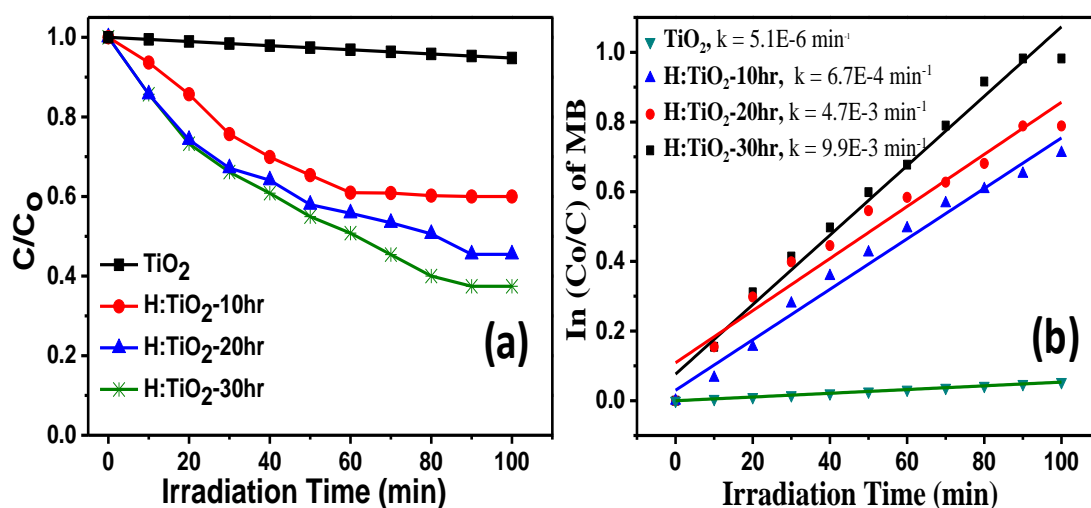 1.0
0.8
0.6
0.4
0.2
0.0
C/Co
TiO2
H:TiO2-10hr
H:TiO2-20hr
H:TiO2-30hr
(a)
0 20 40 60 80 100
Irradiation Time (min)
1.0
0.8
0.6
0.4
0.2
0.0
In (Co/C) of MB
TiO2, k = 5.1E-6 min-1
H:TiO2-10hr, k = 6.7E-4 min-1
H:TiO2-20hr, k = 4.7E-3 min-1
H:TiO2-30hr, k = 9.9E-3 min-1
(b)
0 20 40 60 80 100
Irradiation Time (min)